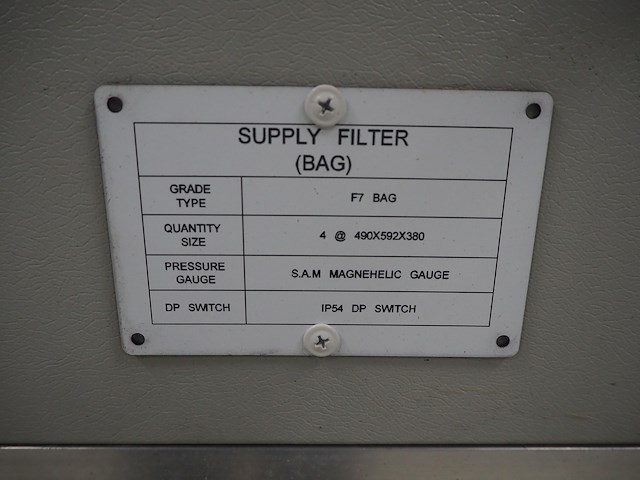 SUPPLY FILTER
(BAG)
GRADE
TYPE
F7 BAG
QUANTITY
SIZE
4 @ 490X592X380
PRESSURE
GAUGE
S.A.M MAGNEHELIC GAUGE
DP SWITCH
IP54 DP SWITCH